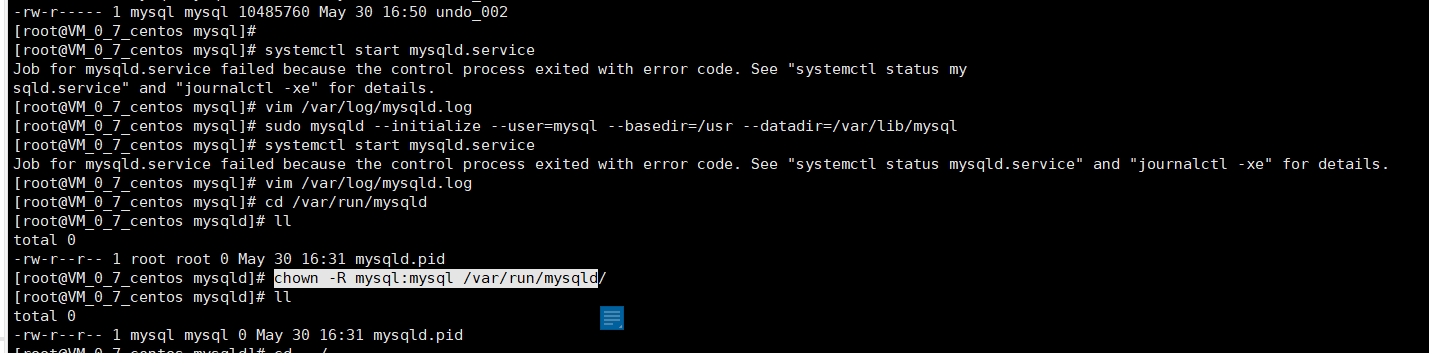 -rw-r----- 1 mysql mysql 10485760 May 30 16:50 undo_002
[root@VM_0_7_centos mysql]#
[root@VM_0_7_centos mysql]# systemctl start mysqld.service
Job for mysqld.service failed because the control process exited with error code. See "systemctl status my
sqld.service" and "journalctl -xe" for details.
[root@VM_0_7_centos mysql]# vim /var/log/mysqld.log
[root@VM_0_7_centos mysql]# sudo mysqld --initialize --user=mysql --basedir=/usr --datadir=/var/lib/mysql
[root@VM_0_7_centos mysql]# systemctl start mysqld.service
Job for mysqld.service failed because the control process exited with error code. See "systemctl status mysqld.service" and "journalctl -xe" for details.
[root@VM_0_7_centos mysql]# vim /var/log/mysqld.log
[root@VM_0_7_centos mysql]# cd /var/run/mysqld
[root@VM_0_7_centos mysqld]# ll
total 0
-rw-r--r-- 1 root root 0 May 30 16:31 mysqld.pid
[root@VM_0_7_centos mysqld]# chown -R mysql:mysql /var/run/mysqld/
[root@VM_0_7_centos mysqld]# ll
total 0
-rw-r--r-- 1 mysql mysql 0 May 30 16:31 mysqld.pid
[root@VM_0_7_centos mysqld]# cd